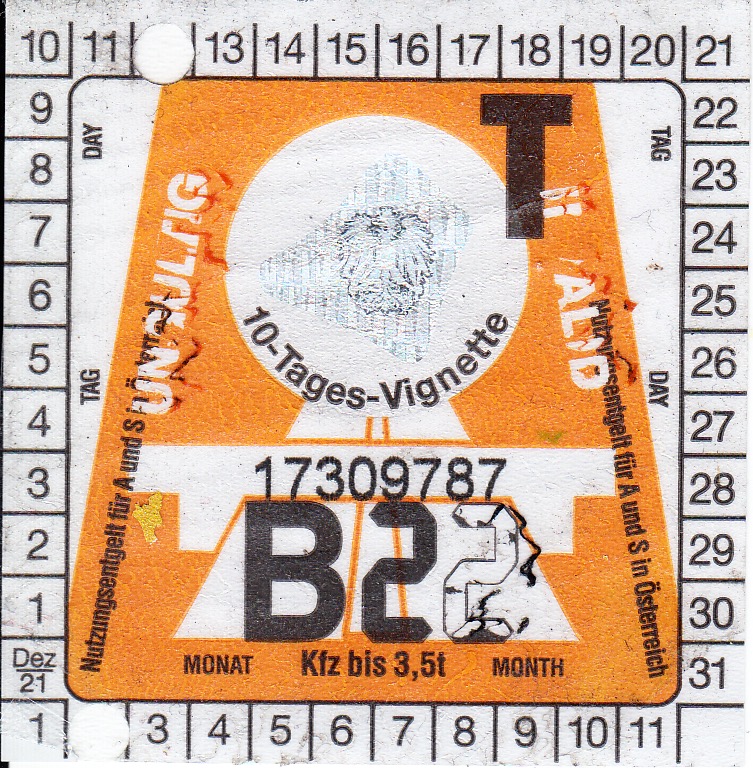 10 11 13 14 15 16 17 18 19 20 21
9 22
8 23
7 24
6 25
5 26
4 27
3 28
2 29
1 30
Dez
21
31
1 3 4 5 6 7 8 9 10 11
DAY
TAG
TAG
DAY
T
10-Tages-Vignette
17309787
B22
MONAT Kfz bis 3,5t MONTH
Nutzungsentgelt für A und S
Nutzungsentgelt für A und S in Österreich